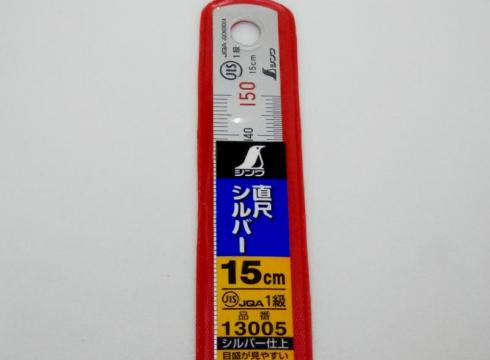 JIS
1級
15cm
シンワ
150
140
シンワ
直尺
シルバー
15cm
JIS JQA 1級
品番
13005
シルバー仕上
目盛が見やすい